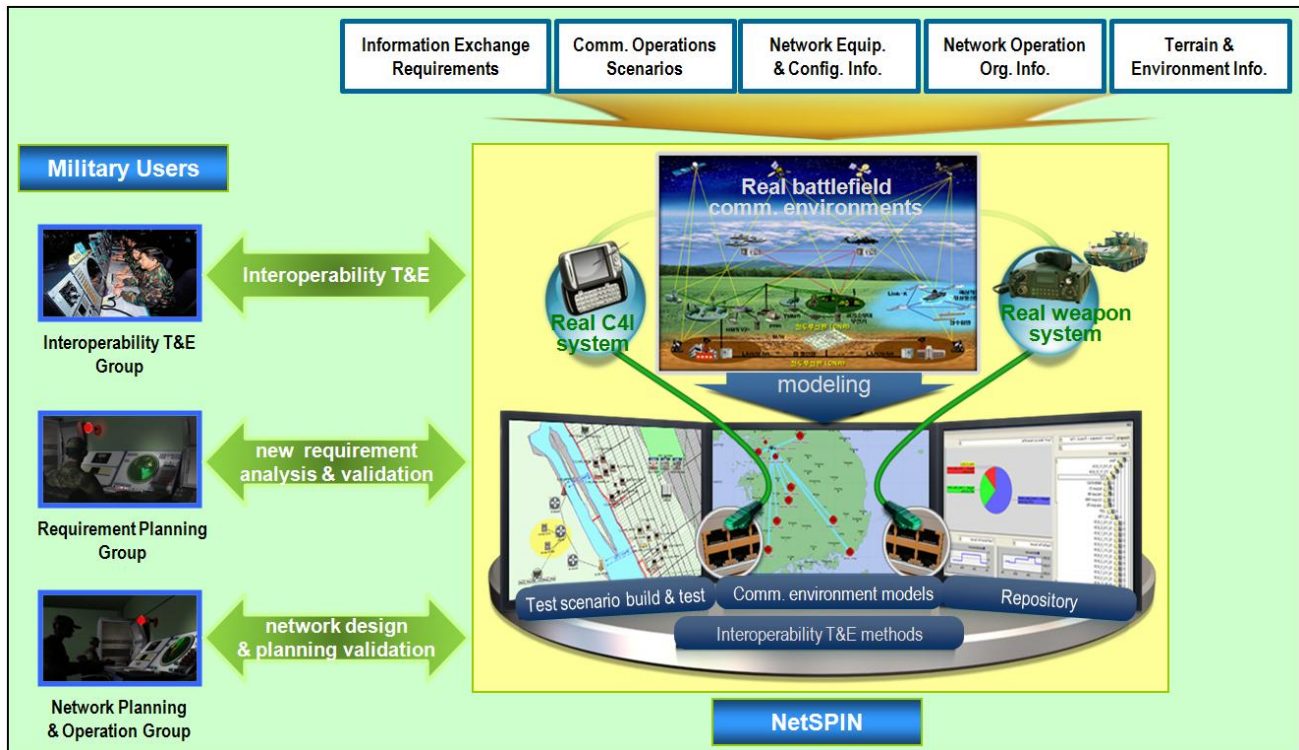 Information Exchange
Requirements
Comm. Operations
Scenarios
Network Equip.
& Config. Info.
Network Operation
Org. Info.
Terrain &
Environment Info.
Military Users
Interoperability T&E
Interoperability T&E
Group
new requirement
analysis & validation
Requirement Planning
Group
network design
& planning validation
Network Planning
& Operation Group
Real battlefield
comm. environments
Real C4I
system
Real weapon
system
Link-K
modeling
Test scenario build & test
Comm. environment models
Repository
Interoperability T&E methods
NetSPIN